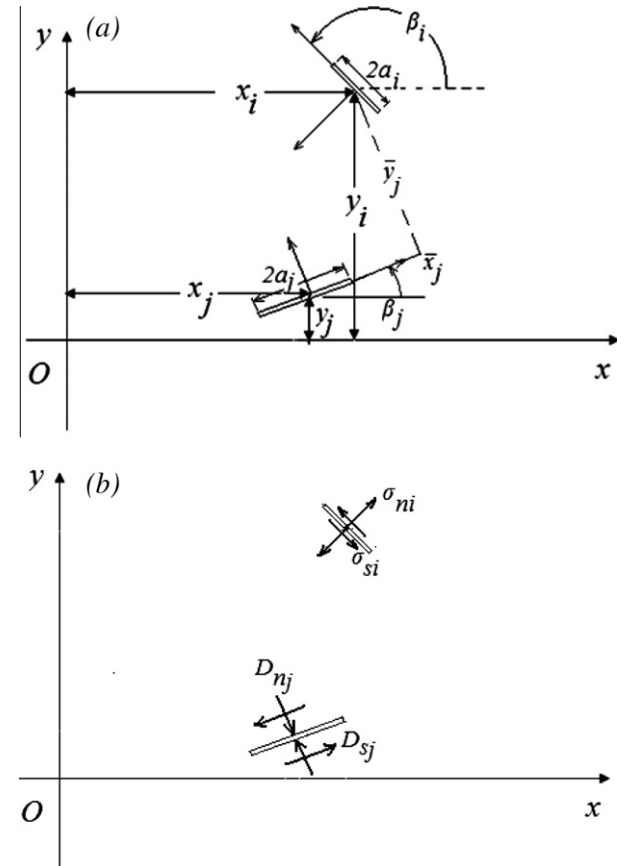 y (a)
β_i
2a_i
x_i
ȳ_j
y_i
x̄_j
2a_j
x_j
y_j
β_j
O
x
y (b)
σ_ni
σ_si
D_nj
D_sj
O
x